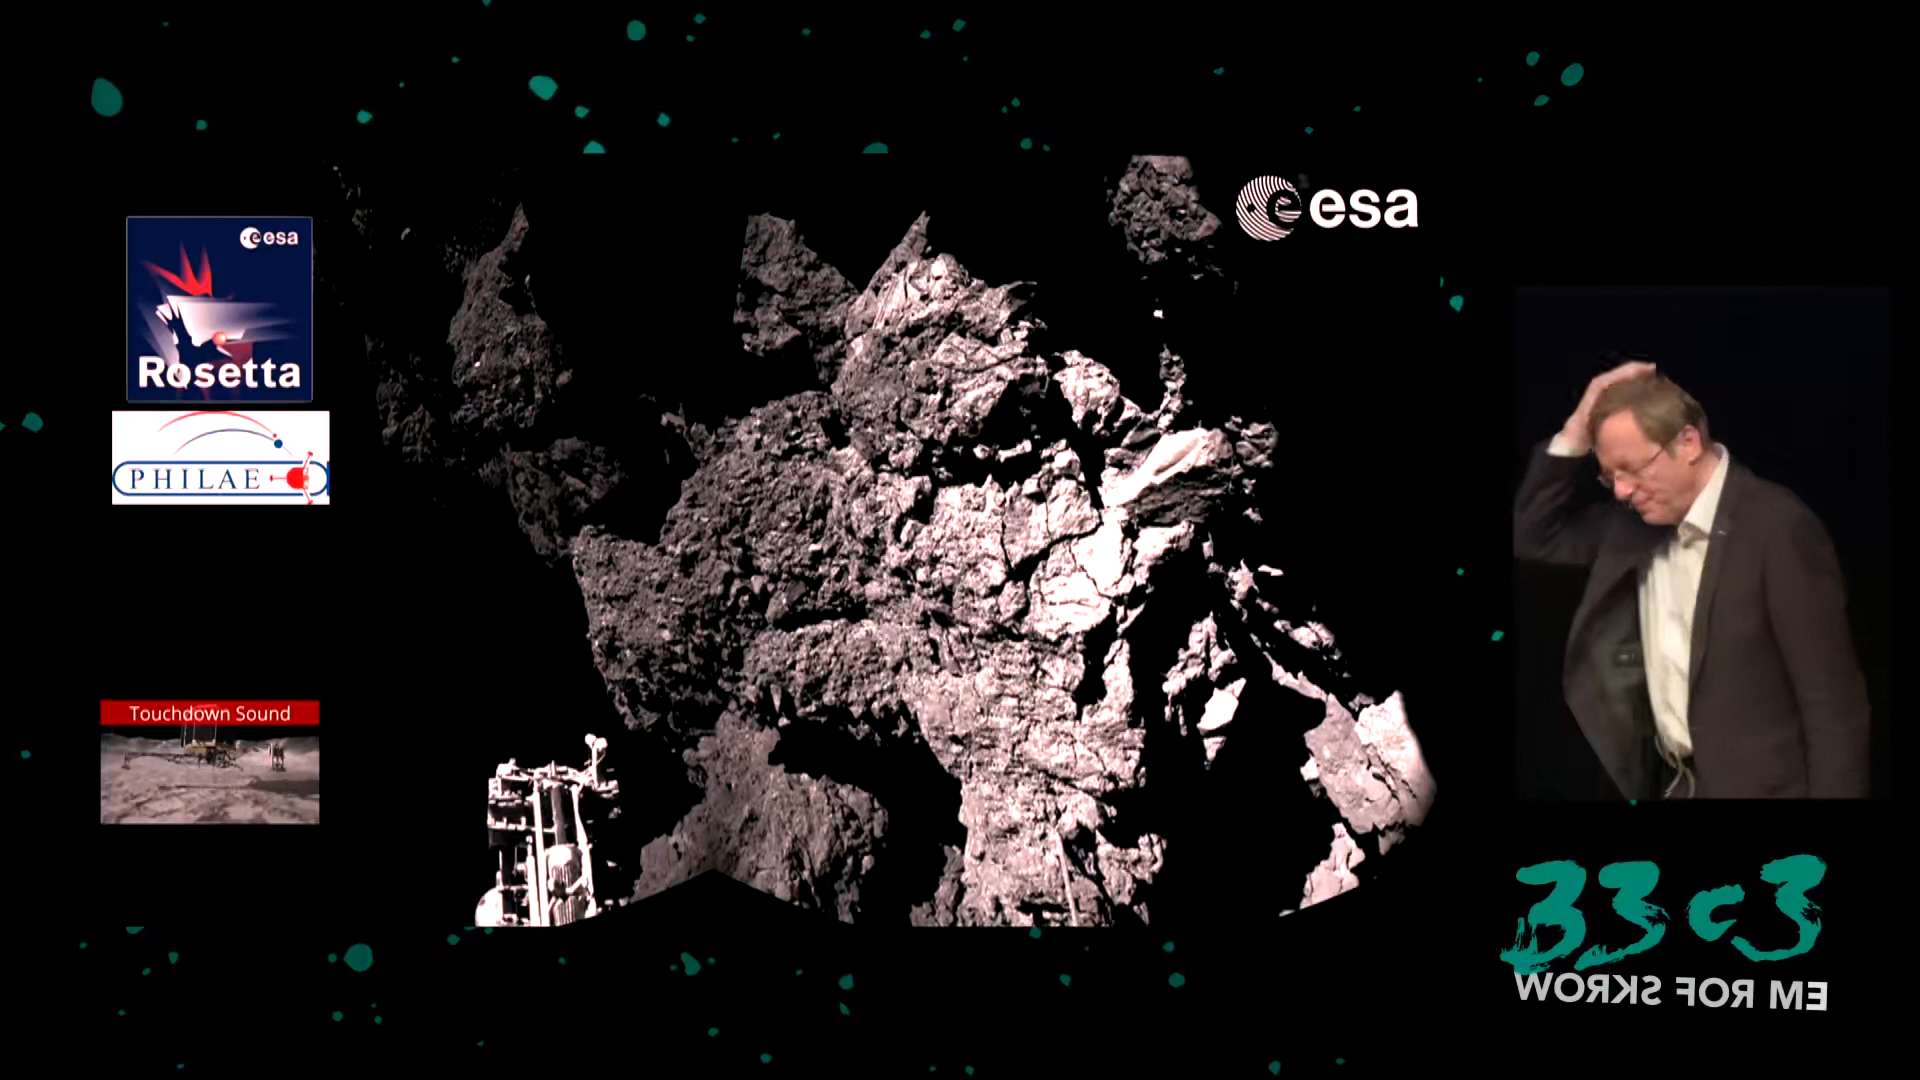 esa
esa
Rosetta
PHILAE
Touchdown Sound
33c3
WORKS FOR ME